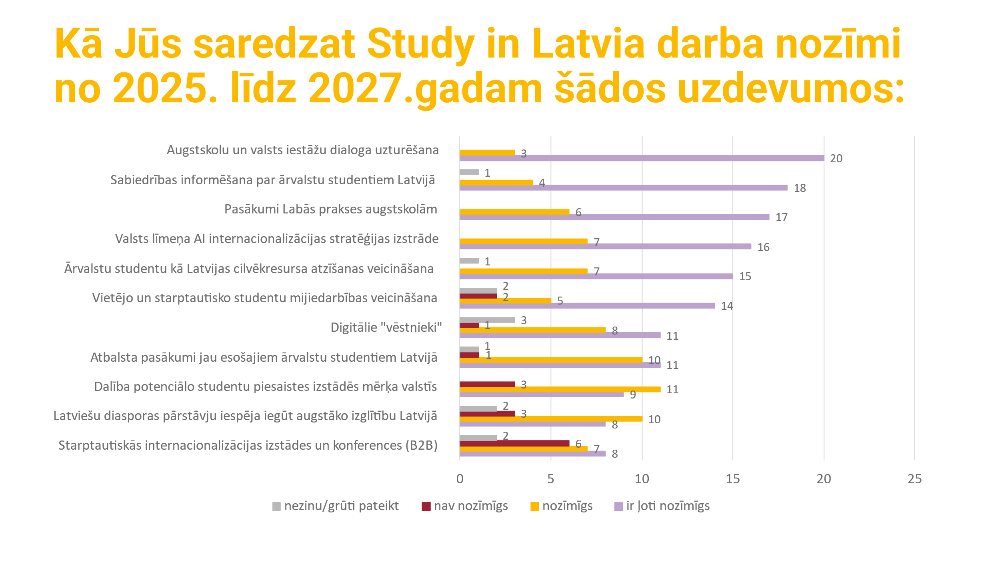 Kā Jūs saredzat Study in Latvia darba nozīmi
no 2025. līdz 2027.gadam šādos uzdevumos:
Augstskolu un valsts iestāžu dialoga uzturēšana
3
20
Sabiedrības informēšana par ārvalstu studentiem Latvijā
1
4
18
Pasākumi Labās prakses augstskolām
6
17
Valsts līmeņa AI internacionalizācijas stratēģijas izstrāde
7
16
Ārvalstu studentu kā Latvijas cilvēkresursa atzīšanas veicināšana
1
7
15
Vietējo un starptautisko studentu mijiedarbības veicināšana
2
2
5
14
Digitālie "vēstnieki"
3
1
8
11
Atbalsta pasākumi jau esošajiem ārvalstu studentiem Latvijā
1
1
10
11
Dalība potenciālo studentu piesaistes izstādēs mērķa valstīs
3
11
9
Latviešu diasporas pārstāvju iespēja iegūt augstāko izglītību Latvijā
2
3
10
8
Starptautiskās internacionalizācijas izstādes un konferences (B2B)
2
6
7
8
0 5 10 15 20 25
nezinu/grūti pateikt nav nozīmīgs nozīmīgs ir ļoti nozīmīgs